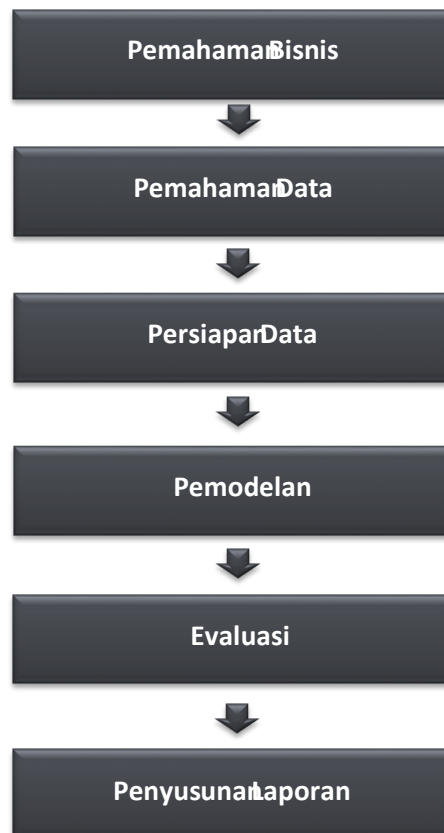 Pemahaman Bisnis
Pemahaman Data
Persiapan Data
Pemodelan
Evaluasi
Penyusunan Laporan